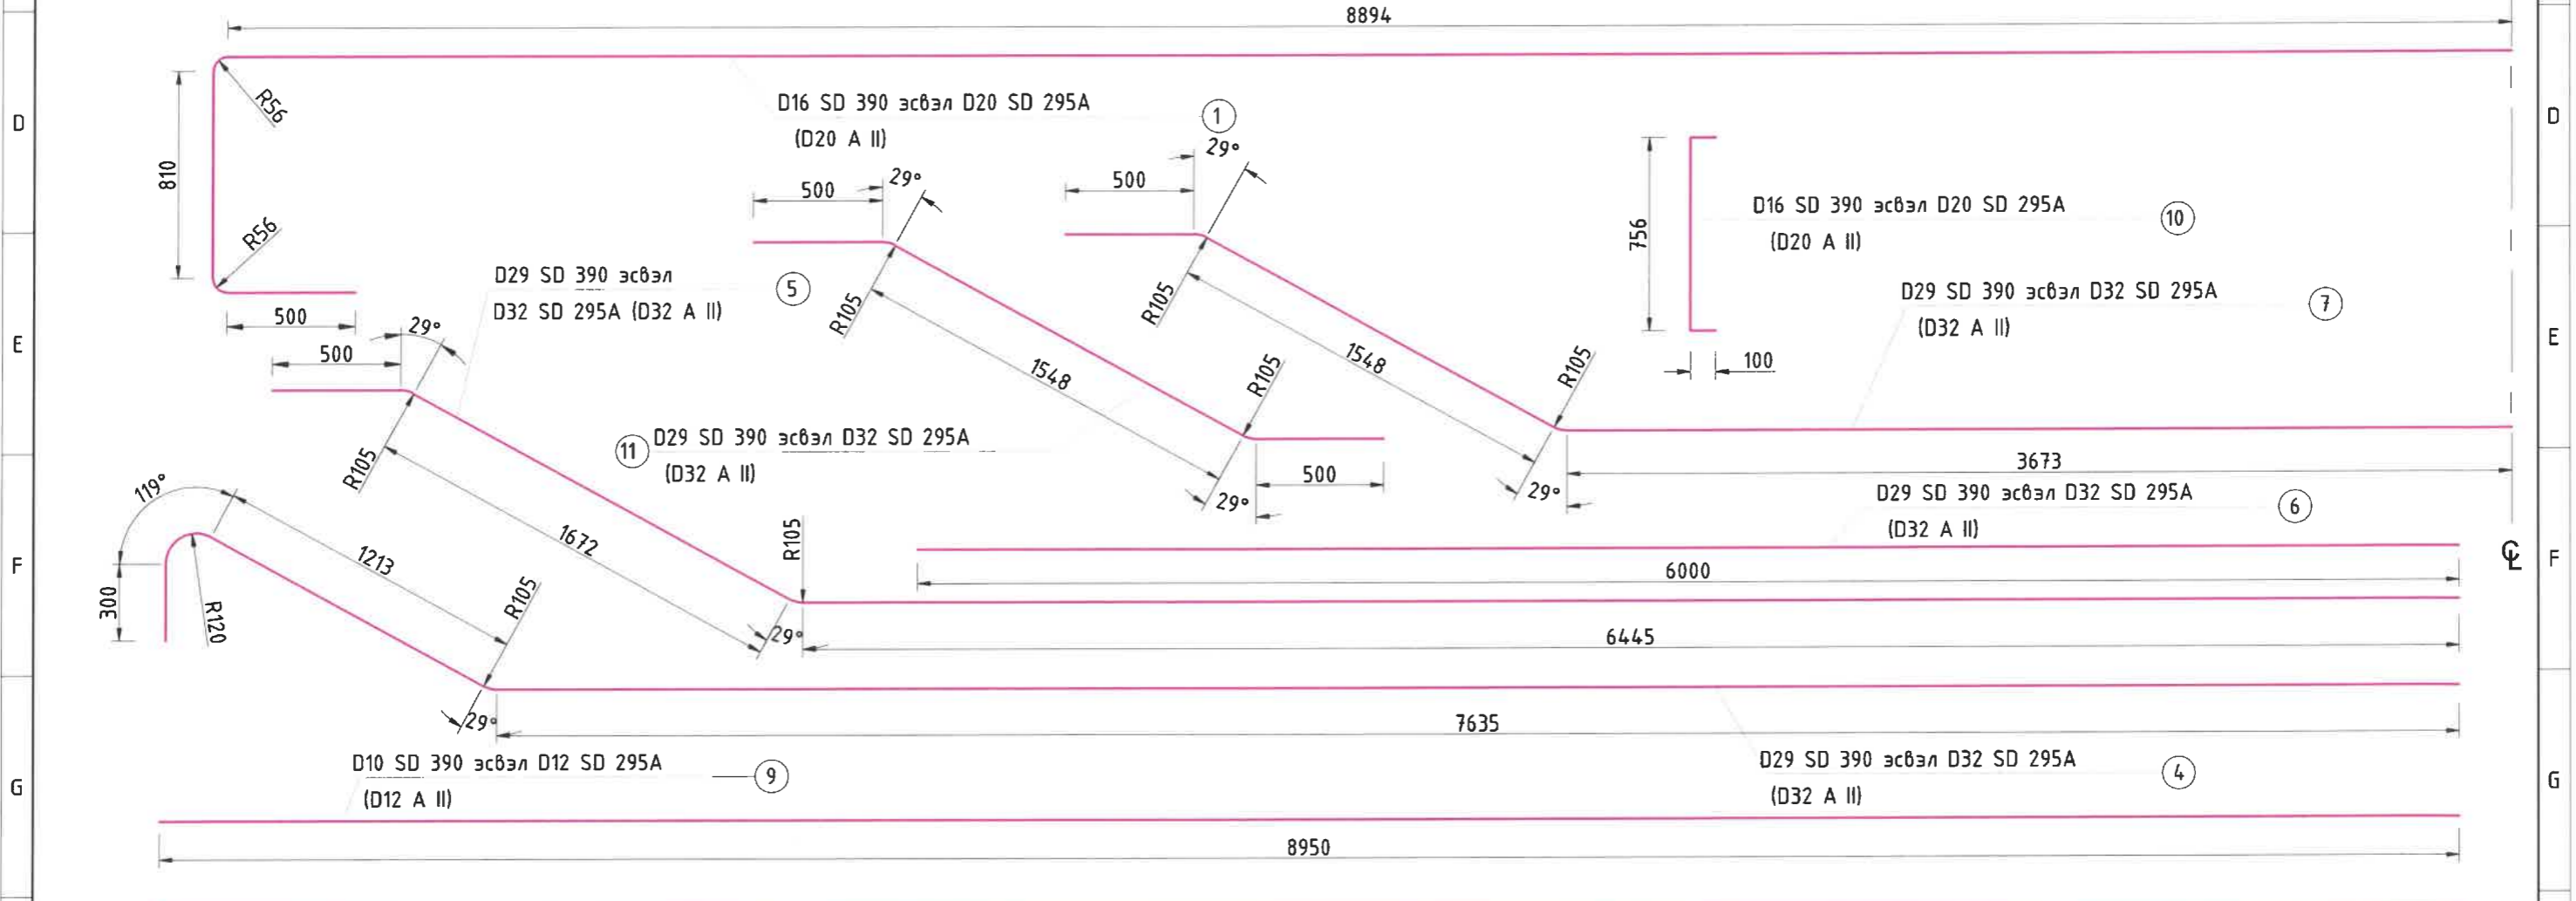 8894
D
D
R56
D16 SD 390 эсвэл D20 SD 295A
(D20 A II)
1
810
29°
500
29°
500
R56
D16 SD 390 эсвэл D20 SD 295A
(D20 A II)
10
756
D29 SD 390 эсвэл
D32 SD 295A (D32 A II)
5
R105
R105
D29 SD 390 эсвэл D32 SD 295A
(D32 A II)
7
E
E
500
29°
500
1548
R105
1548
R105
100
11
D29 SD 390 эсвэл D32 SD 295A
(D32 A II)
R105
500
29°
29°
3673
D29 SD 390 эсвэл D32 SD 295A
(D32 A II)
6
119°
1672
R105
1213
F
F
℄
6000
300
R120
R105
29°
6445
29°
7635
D10 SD 390 эсвэл D12 SD 295A
(D12 A II)
9
D29 SD 390 эсвэл D32 SD 295A
(D32 A II)
4
G
G
8950